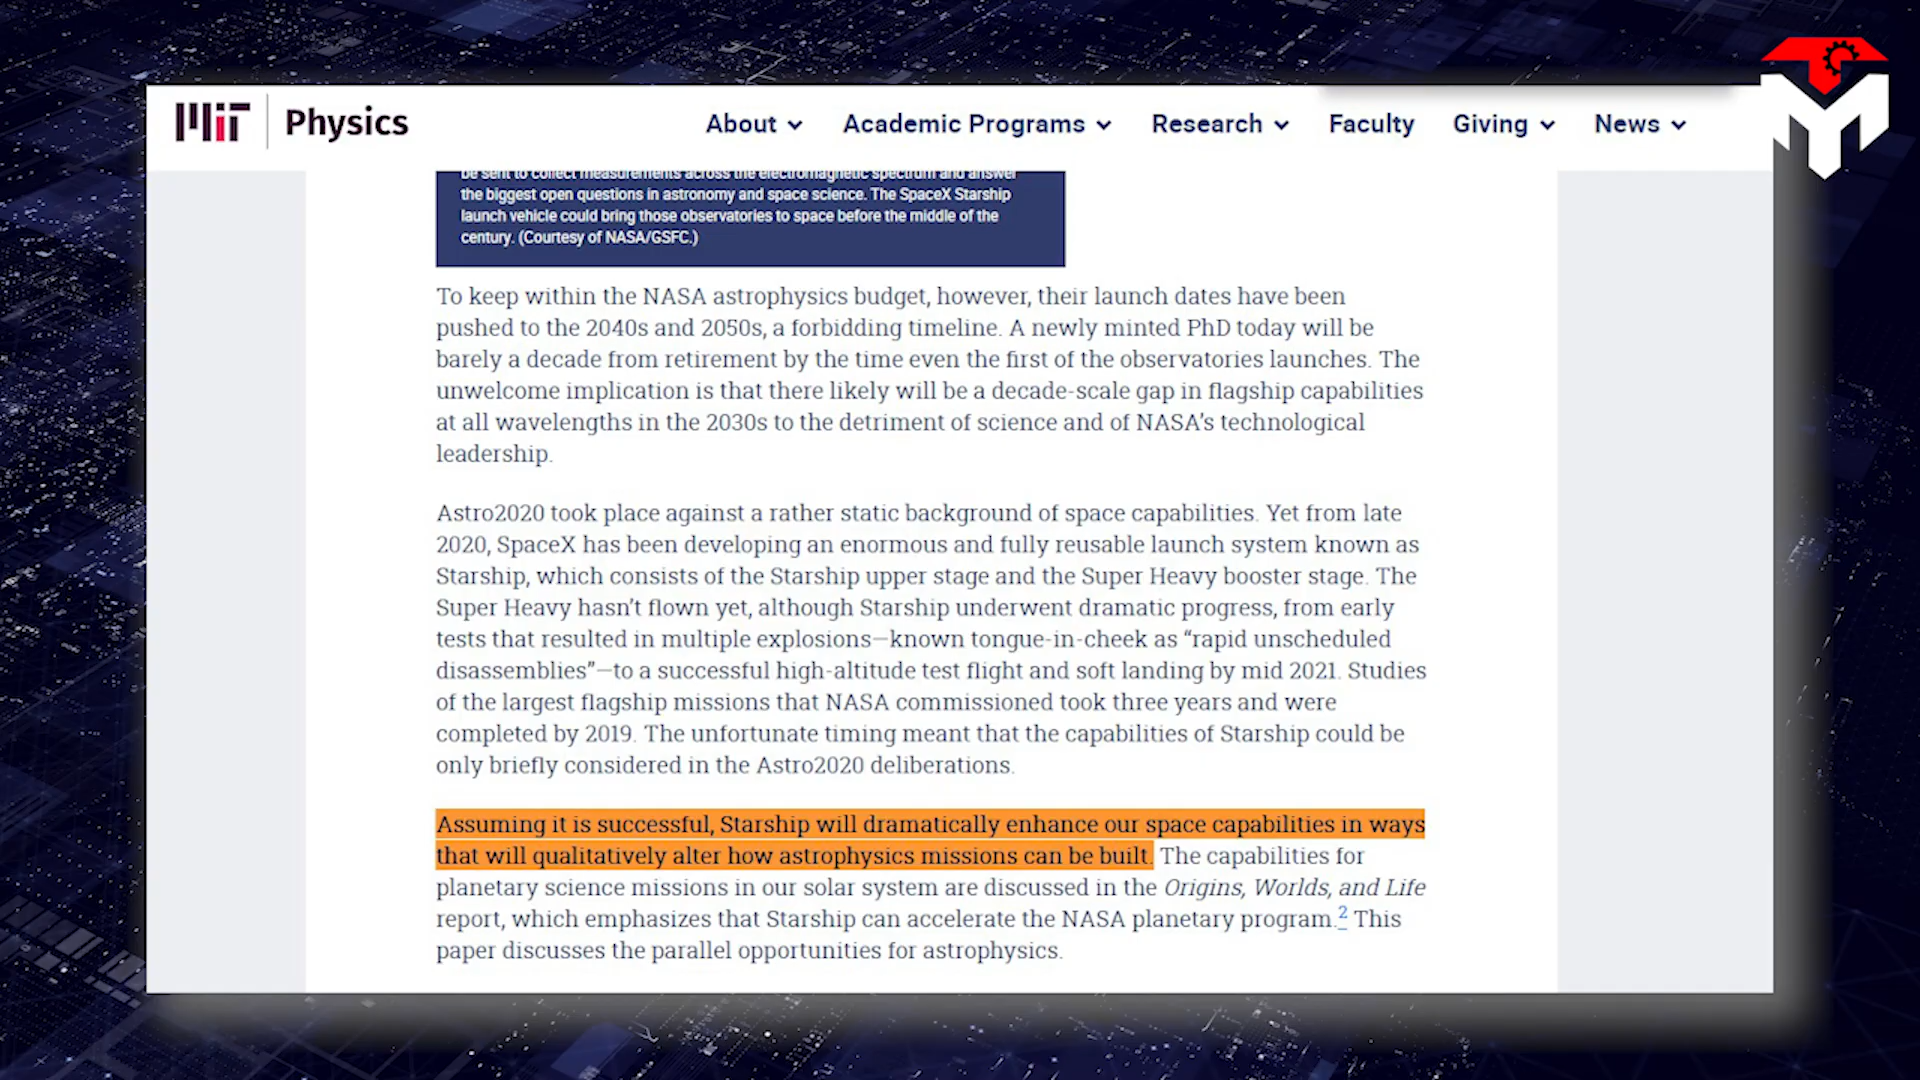 MIT Physics About Academic Programs Research Faculty Giving News
be sent to collect measurements across the electromagnetic spectrum and answer
the biggest open questions in astronomy and space science. The SpaceX Starship
launch vehicle could bring those observatories to space before the middle of the
century. (Courtesy of NASA/GSFC.)
To keep within the NASA astrophysics budget, however, their launch dates have been
pushed to the 2040s and 2050s, a forbidding timeline. A newly minted PhD today will be
barely a decade from retirement by the time even the first of the observatories launches. The
unwelcome implication is that there likely will be a decade-scale gap in flagship capabilities
at all wavelengths in the 2030s to the detriment of science and of NASA’s technological
leadership.
Astro2020 took place against a rather static background of space capabilities. Yet from late
2020, SpaceX has been developing an enormous and fully reusable launch system known as
Starship, which consists of the Starship upper stage and the Super Heavy booster stage. The
Super Heavy hasn’t flown yet, although Starship underwent dramatic progress, from early
tests that resulted in multiple explosions—known tongue-in-cheek as “rapid unscheduled
disassemblies”—to a successful high-altitude test flight and soft landing by mid 2021. Studies
of the largest flagship missions that NASA commissioned took three years and were
completed by 2019. The unfortunate timing meant that the capabilities of Starship could be
only briefly considered in the Astro2020 deliberations.
Assuming it is successful, Starship will dramatically enhance our space capabilities in ways
that will qualitatively alter how astrophysics missions can be built. The capabilities for
planetary science missions in our solar system are discussed in the Origins, Worlds, and Life
report, which emphasizes that Starship can accelerate the NASA planetary program.2 This
paper discusses the parallel opportunities for astrophysics.